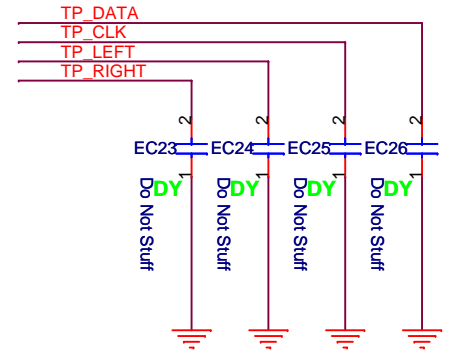 TP_DATA
TP_CLK
TP_LEFT
TP_RIGHT
2 2 2 2
EC23 EC24 EC25 EC26
1 1 1 1
DY DY DY DY
Do Not Stuff
Do Not Stuff
Do Not Stuff
Do Not Stuff